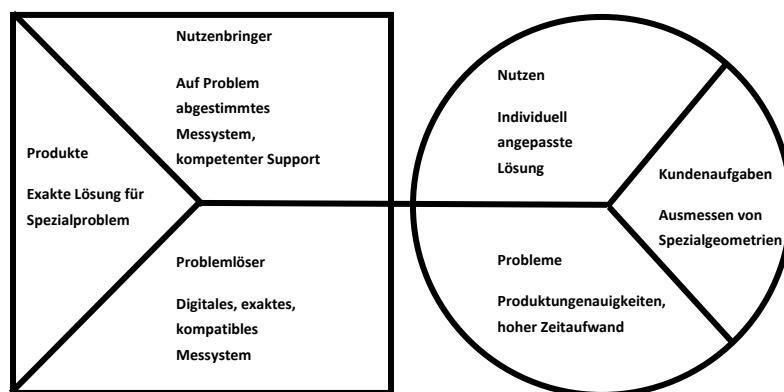 Nutzenbringer
Auf Problem
abgestimmtes
Messystem,
kompetenter Support
Produkte
Exakte Lösung für
Spezialproblem
Problemlöser
Digitales, exaktes,
kompatibles
Messystem
Nutzen
Individuell
angepasste
Lösung
Kundenaufgaben
Ausmessen von
Spezialgeometrien
Probleme
Produktungenauigkeiten,
hoher Zeitaufwand